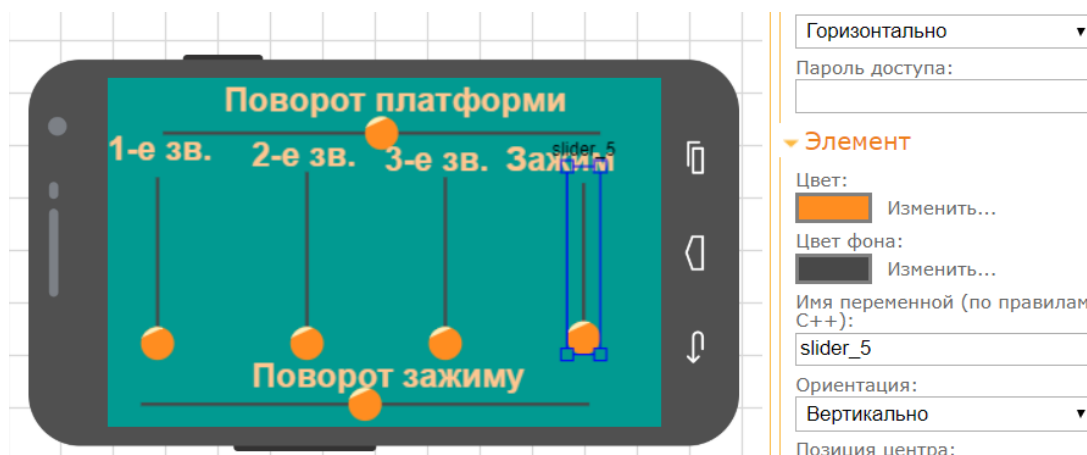 Поворот платформи
1-е зв. 2-е зв. 3-е зв. Зажим
slider_5
Поворот зажиму
Горизонтально
Пароль доступа:
Элемент
Цвет:
Изменить...
Цвет фона:
Изменить...
Имя переменной (по правилам
C++):
slider_5
Ориентация:
Вертикально
Позиция центра: